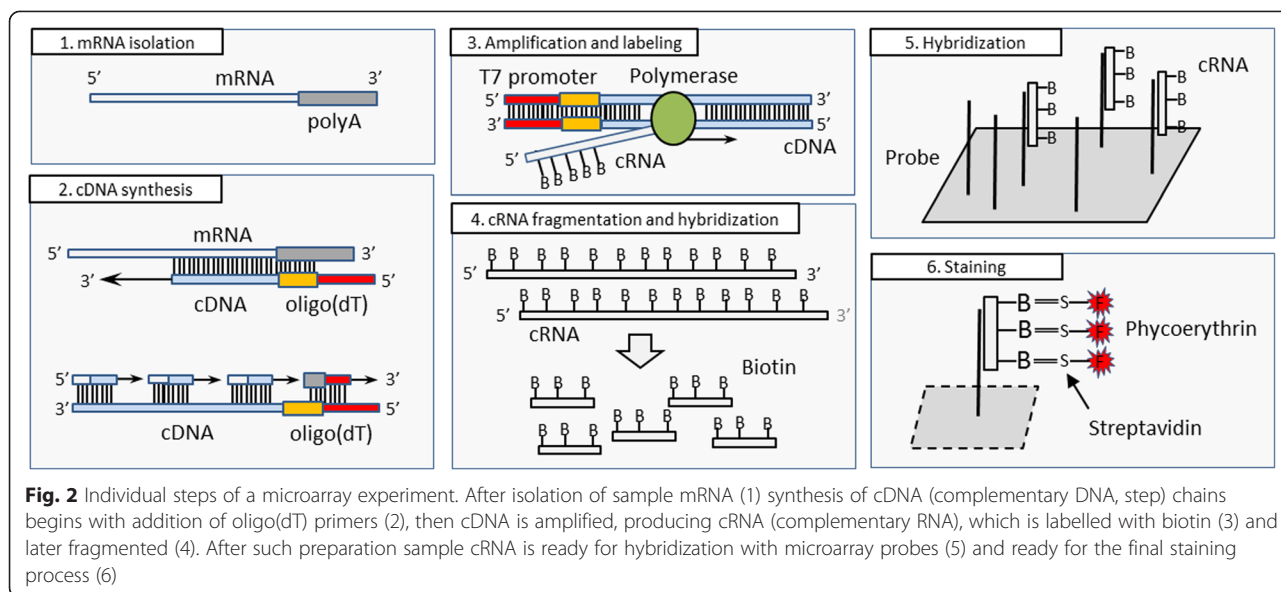 1. mRNA isolation
5’ mRNA 3’
polyA
2. cDNA synthesis
mRNA
5’ 3’
3’ 5’
cDNA oligo(dT)
5’ 3’
3’ 5’
cDNA oligo(dT)
3. Amplification and labeling
T7 promoter Polymerase
5’ 3’
3’ 5’
cRNA cDNA
5’
B B B B B
4. cRNA fragmentation and hybridization
B B B B B B B B B B B
5’ 3’
B B B B B B B B B B B
5’ 3’
cRNA
Biotin
B B B B B B
B B B
B B B B B B
5. Hybridization
cRNA
B B B
B B B
B B B
Probe
6. Staining
B S F
B S F
B S F
Phycoerythrin
Streptavidin
Fig. 2 Individual steps of a microarray experiment. After isolation of sample mRNA (1) synthesis of cDNA (complementary DNA, step) chains
begins with addition of oligo(dT) primers (2), then cDNA is amplified, producing cRNA (complementary RNA), which is labelled with biotin (3) and
later fragmented (4). After such preparation sample cRNA is ready for hybridization with microarray probes (5) and ready for the final staining
process (6)